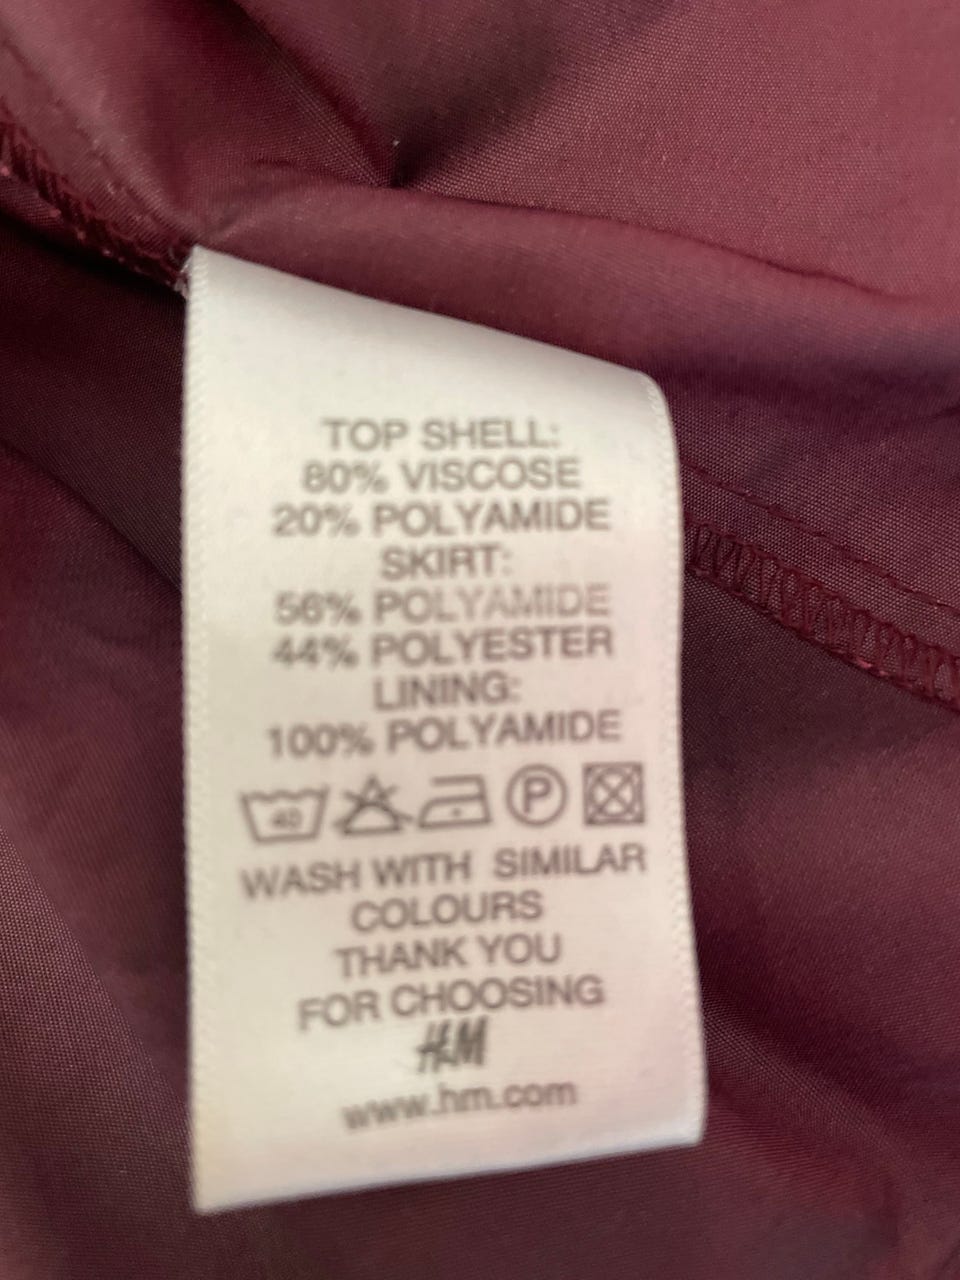 TOP SHELL:
80% VISCOSE
20% POLYAMIDE
SKIRT:
56% POLYAMIDE
44% POLYESTER
LINING:
100% POLYAMIDE
40 P
WASH WITH SIMILAR
COLOURS
THANK YOU
FOR CHOOSING
H&M
www.hm.com